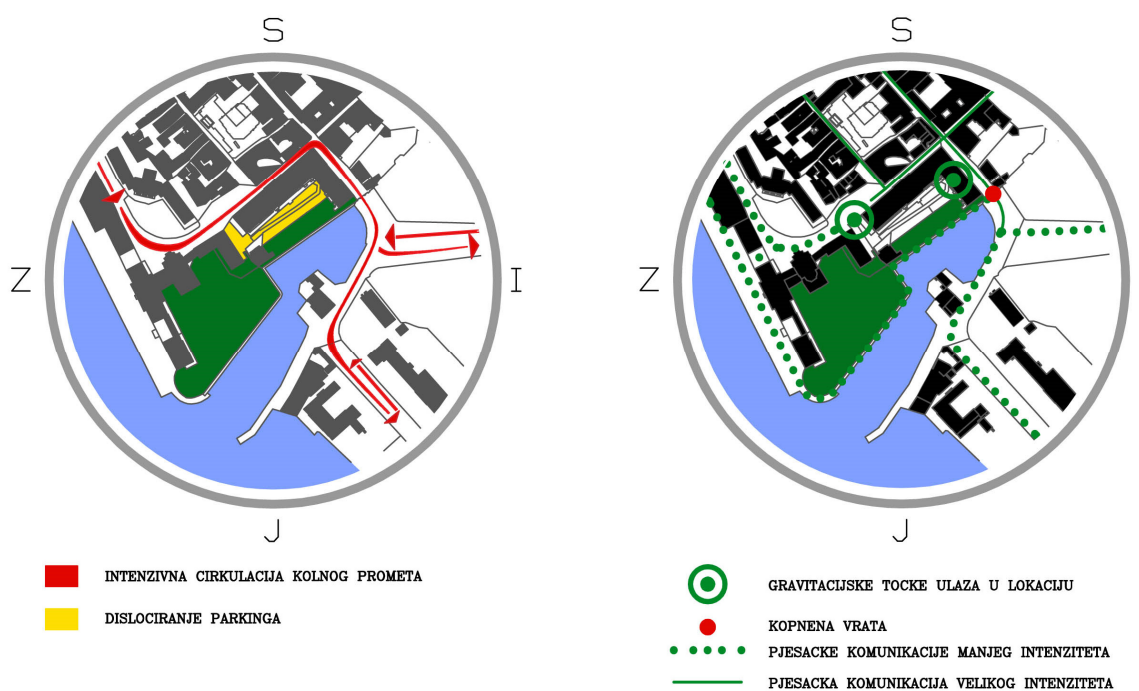 S
Z
I
J
INTENZIVNA CIRKULACIJA KOLNOG PROMETA
DISLOCIRANJE PARKINGA
S
Z
I
J
GRAVITACIJSKE TOCKE ULAZA U LOKACIJU
KOPNENA VRATA
PJESACKE KOMUNIKACIJE MANJEG INTENZITETA
PJESACKA KOMUNIKACIJA VELIKOG INTENZITETA